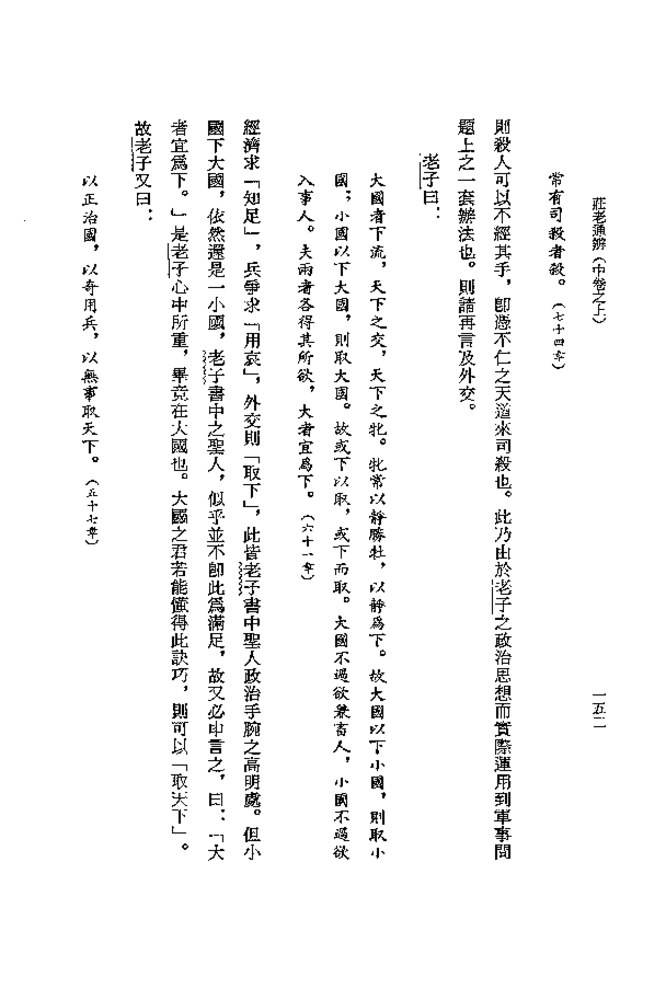 莊老通辨（中卷之上）
一五二
常有司殺者殺。（七十四章）
則殺人可以不經其手，卽憑不仁之天道來司殺也。此乃由於老子之政治思想而實際運用到軍事問
題上之一套辦法也。則請再言及外交。
老子曰：
大國者下流，天下之交，天下之牝。牝常以靜勝牡，以靜爲下。故大國以下小國，則取小
國；小國以下大國，則取大國。故或下以取，或下而取。大國不過欲兼畜人，小國不過欲
入事人。夫兩者各得其所欲，大者宜爲下。（六十一章）
經濟求「知足」，兵爭求「用哀」，外交則「取下」，此皆老子書中聖人政治手腕之高明處。但小
國下大國，依然還是一小國，老子書中之聖人，似乎並不卽此爲滿足，故又必申言之，曰：「大
者宜爲下。」是老子心中所重，畢竟在大國也。大國之君若能懂得此訣巧，則可以「取天下」。
故老子又曰：
以正治國，以奇用兵，以無事取天下。（五十七章）